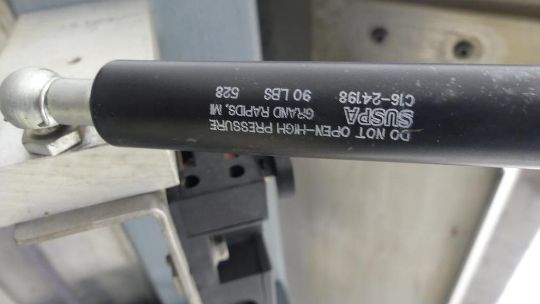 DO NOT OPEN-HIGH PRESSURE
SUSPA GRAND RAPIDS, MI
C16-24198 90 LBS 528